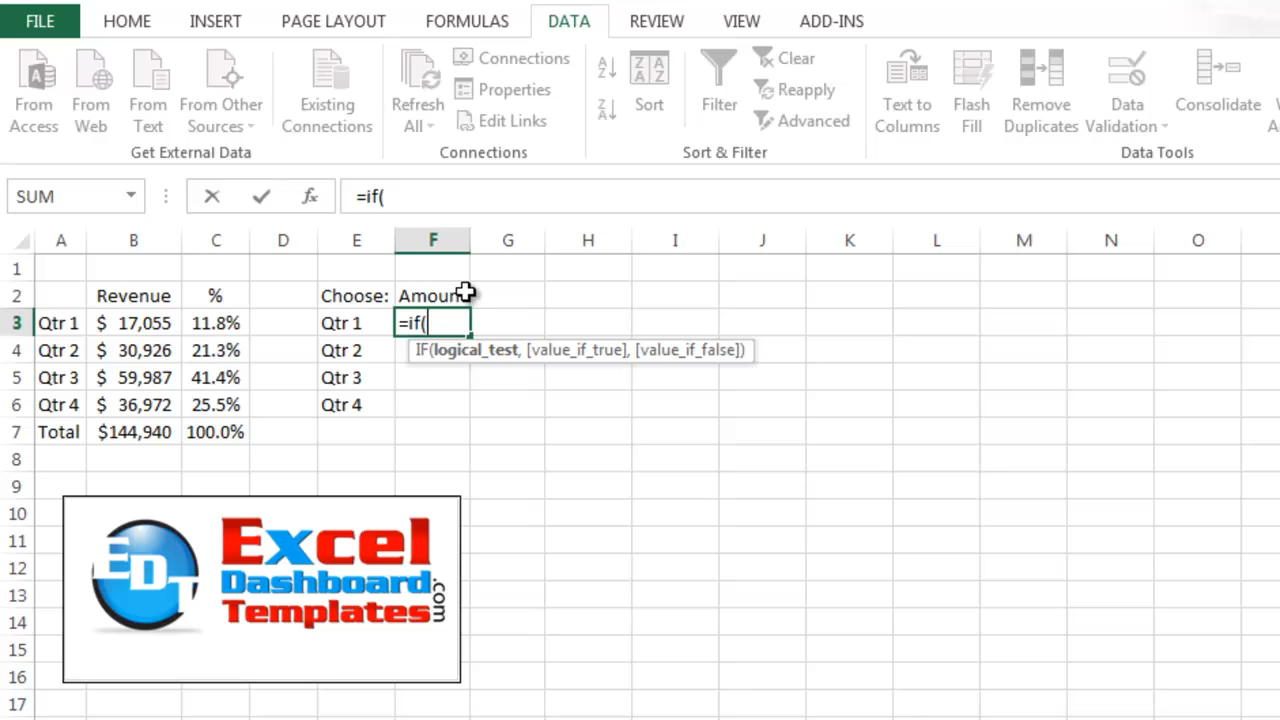 FILE HOME INSERT PAGE LAYOUT FORMULAS DATA REVIEW VIEW ADD-INS
From Access
From Web
From Text
From Other Sources
Existing Connections
Get External Data
Refresh All
Connections
Properties
Edit Links
Connections
Sort
Filter
Clear
Reapply
Advanced
Sort & Filter
Text to Columns
Flash Fill
Remove Duplicates
Data Validation
Consolidate
Data Tools
SUM fx =if(
A B C D E F G H I J K L M N O
1
2 Revenue % Choose: Amoun
3 Qtr 1 $ 17,055 11.8% Qtr 1 =if(
4 Qtr 2 $ 30,926 21.3% Qtr 2 IF(logical_test, [value_if_true], [value_if_false])
5 Qtr 3 $ 59,987 41.4% Qtr 3
6 Qtr 4 $ 36,972 25.5% Qtr 4
7 Total $144,940 100.0%
8
9
10
11
12
13
14
15
16
17
EDT
Excel
Dashboard
Templates
.com